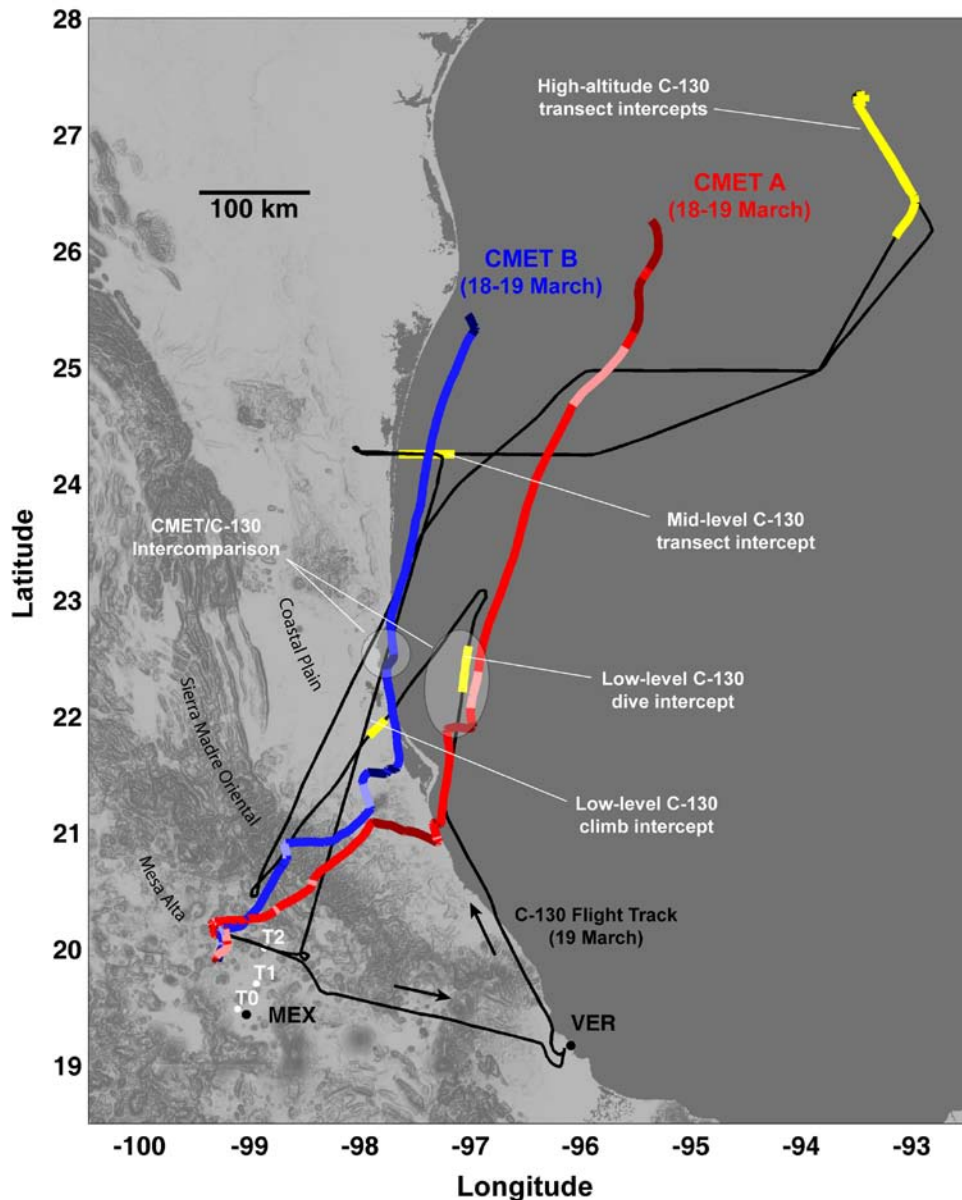 28
27
26
25
24
23
22
21
20
19
Latitude
High-altitude C-130
transect intercepts
100 km
CMET A
(18-19 March)
CMET B
(18-19 March)
CMET/C-130
Intercomparison
Mid-level C-130
transect intercept
Coastal Plain
Sierra Madre Oriental
Mesa Alta
Low-level C-130
dive intercept
Low-level C-130
climb intercept
C-130 Flight Track
(19 March)
T2
T1
T0
MEX
VER
-100 -99 -98 -97 -96 -95 -94 -93
Longitude